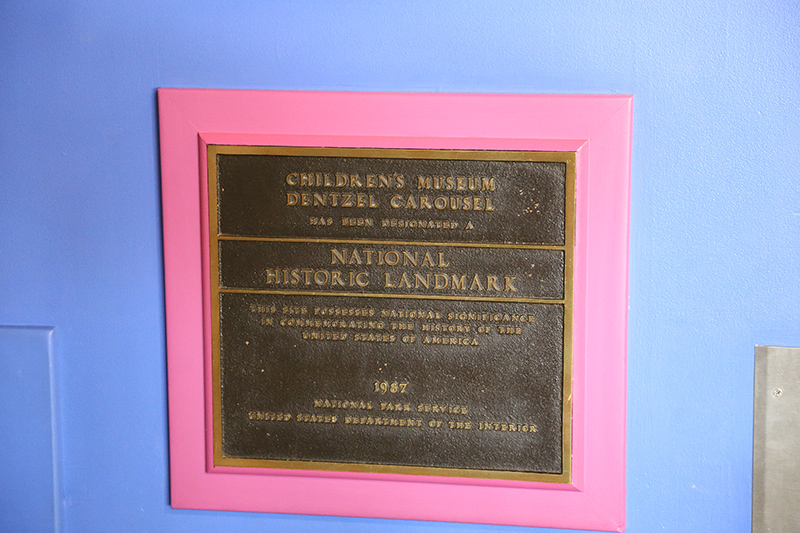 CHILDREN'S MUSEUM
DENTZEL CAROUSEL
HAS BEEN DESIGNATED A
NATIONAL
HISTORIC LANDMARK
THIS SITE POSSESSES NATIONAL SIGNIFICANCE
IN COMMEMORATING THE HISTORY OF THE
UNITED STATES OF AMERICA
1987
NATIONAL PARK SERVICE
UNITED STATES DEPARTMENT OF THE INTERIOR